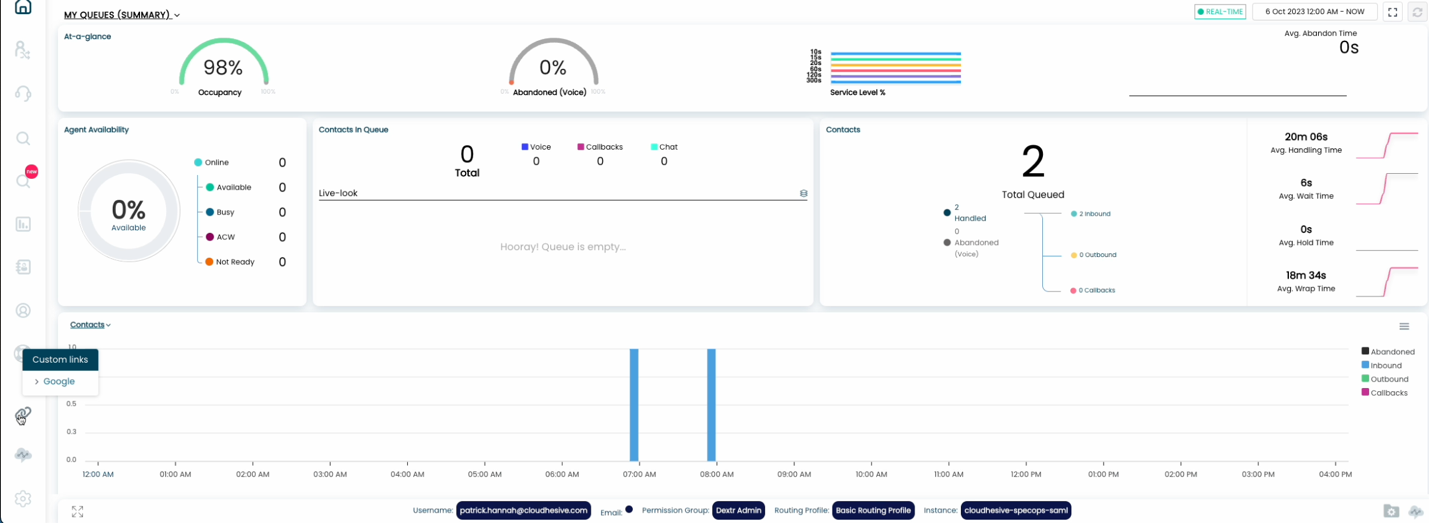 MY QUEUES (SUMMARY)
REAL-TIME
6 Oct 2023 12:00 AM - NOW
At-a-glance
98%
0%
100%
Occupancy
0%
0%
100%
Abandoned (Voice)
10s
15s
20s
60s
120s
300s
Service Level %
Avg. Abandon Time
0s
new
Agent Availability
0%
Available
Online 0
Available 0
Busy 0
ACW 0
Not Ready 0
Contacts In Queue
0
Total
Voice
0
Callbacks
0
Chat
0
Live-look
Hooray! Queue is empty...
Contacts
2
Total Queued
2
Handled
0
Abandoned
(Voice)
2 Inbound
0 Outbound
0 Callbacks
20m 06s
Avg. Handling Time
6s
Avg. Wait Time
0s
Avg. Hold Time
18m 34s
Avg. Wrap Time
Contacts
1.0
0.5
0.3
0.0
12:00 AM
01:00 AM
02:00 AM
03:00 AM
04:00 AM
05:00 AM
06:00 AM
07:00 AM
08:00 AM
09:00 AM
10:00 AM
11:00 AM
12:00 PM
01:00 PM
02:00 PM
03:00 PM
04:00 PM
Abandoned
Inbound
Outbound
Callbacks
Custom links
Google
Username: patrick.hannah@cloudhesive.com Email: Permission Group: Dextr Admin Routing Profile: Basic Routing Profile Instance: cloudhesive-specops-saml